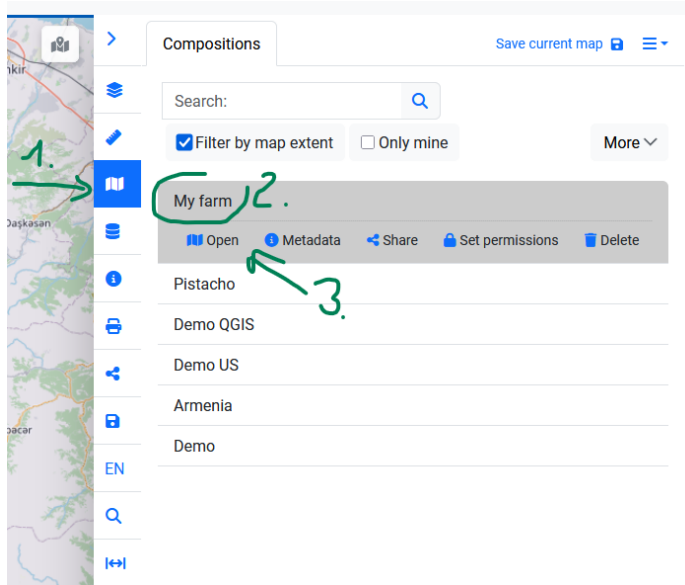 Compositions
Save current map
nkir
Search:
Filter by map extent
Only mine
More
1.
My farm
2.
Daşkəsən
Open
Metadata
Share
Set permissions
Delete
3.
Pistacho
Demo QGIS
Demo US
Armenia
Demo
EN